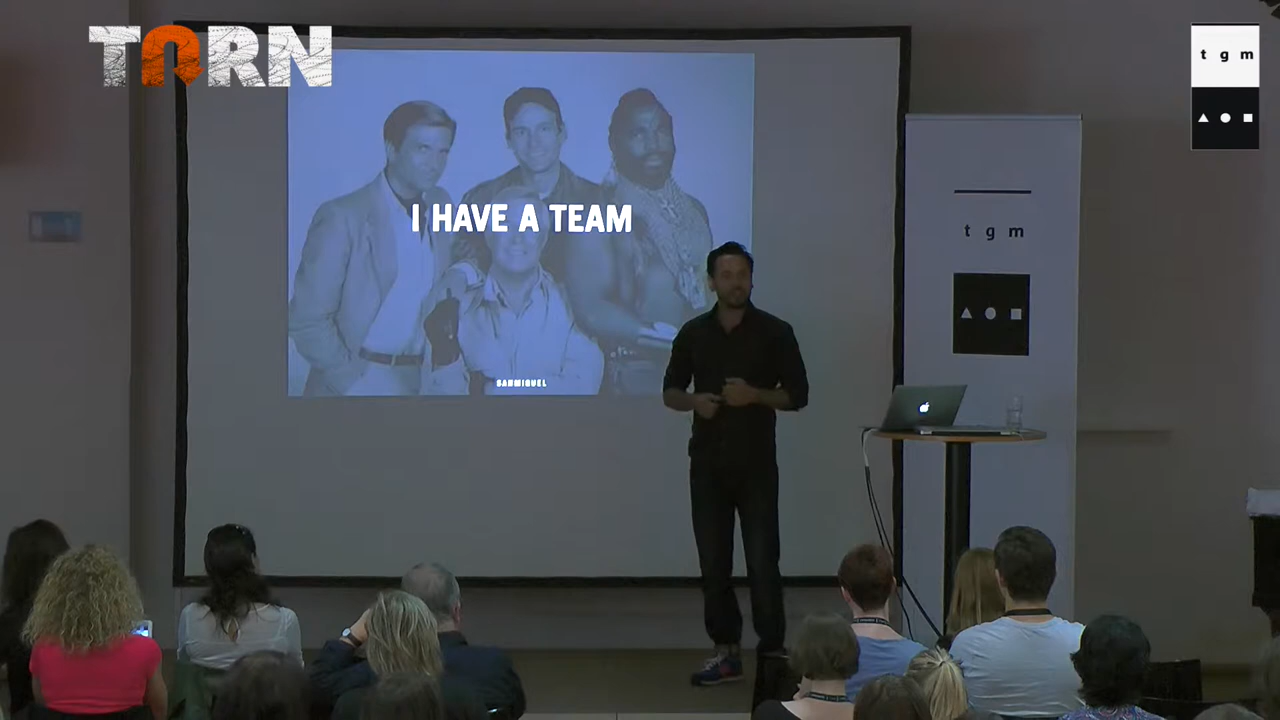 TORN
I HAVE A TEAM
SANMIGUEL
t g m
t g m